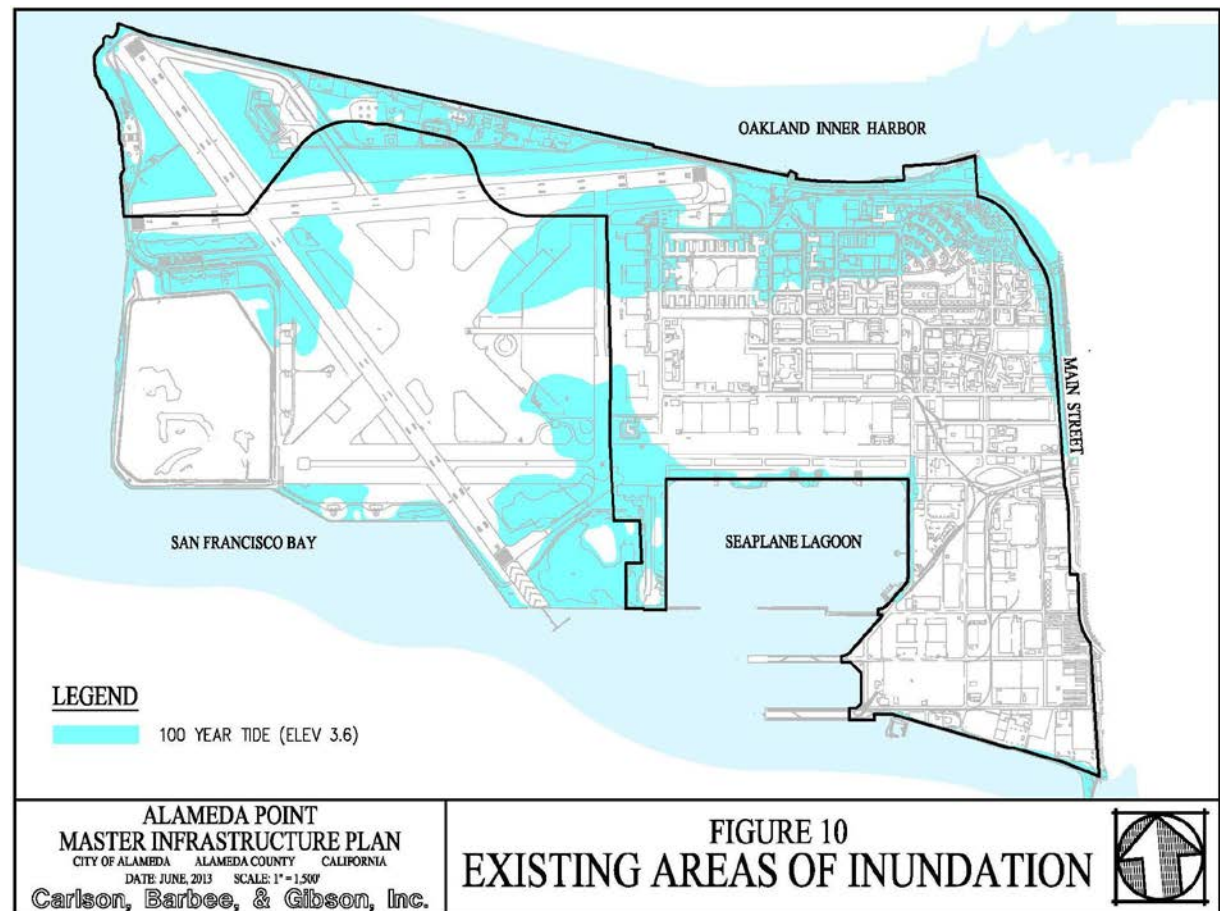 OAKLAND INNER HARBOR
MAIN STREET
SAN FRANCISCO BAY
SEAPLANE LAGOON
LEGEND
100 YEAR TIDE (ELEV 3.6)
ALAMEDA POINT
MASTER INFRASTRUCTURE PLAN
CITY OF ALAMEDA ALAMEDA COUNTY CALIFORNIA
DATE: JUNE, 2013 SCALE: 1" = 1,500'
Carlson, Barbee, & Gibson, Inc.
FIGURE 10
EXISTING AREAS OF INUNDATION